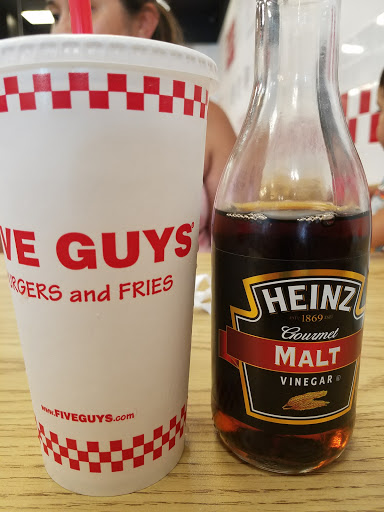 VE GUYS
RGERS and FRIES
www.FIVEGUYS.com
HEINZ
EST. 1869
Gourmet
MALT
VINEGAR